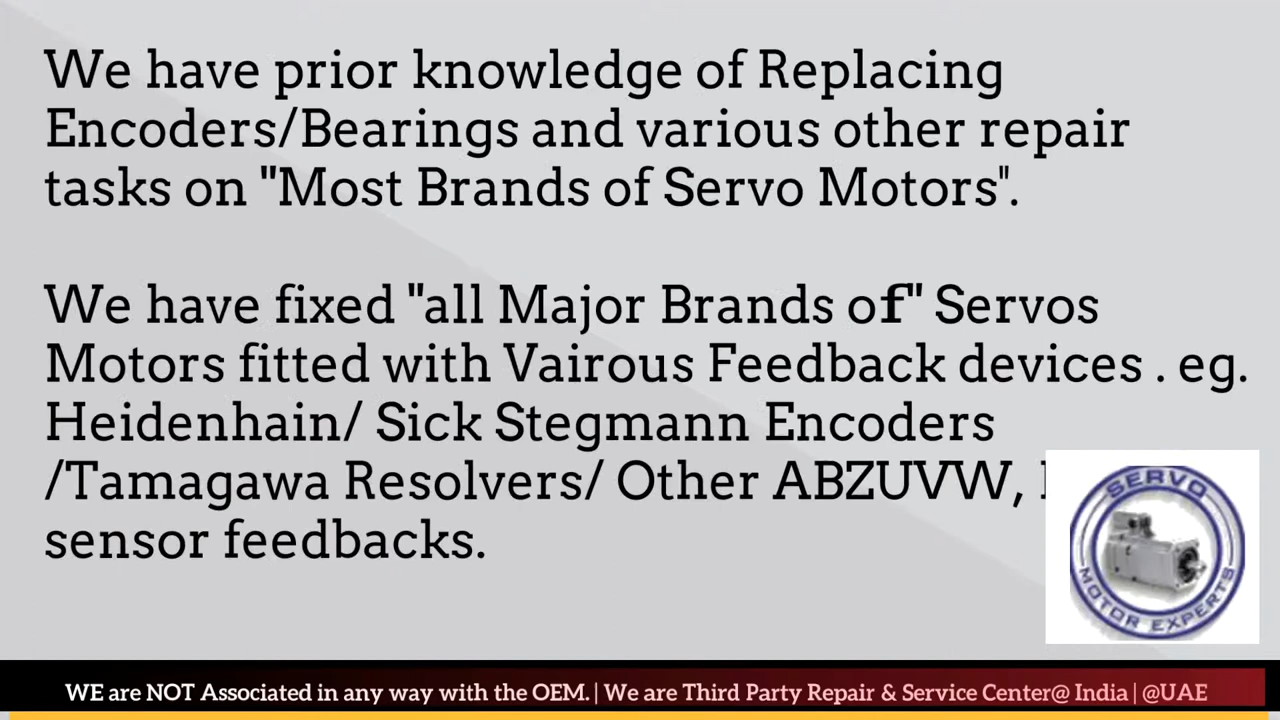 We have prior knowledge of Replacing
Encoders/Bearings and various other repair
tasks on "Most Brands of Servo Motors".
We have fixed "all Major Brands of" Servos
Motors fitted with Vairous Feedback devices . eg.
Heidenhain/ Sick Stegmann Encoders
/Tamagawa Resolvers/ Other ABZUVW,
sensor feedbacks.
SERVO
MOTOR EXPERTS
WE are NOT Associated in any way with the OEM. | We are Third Party Repair & Service Center@ India | @UAE